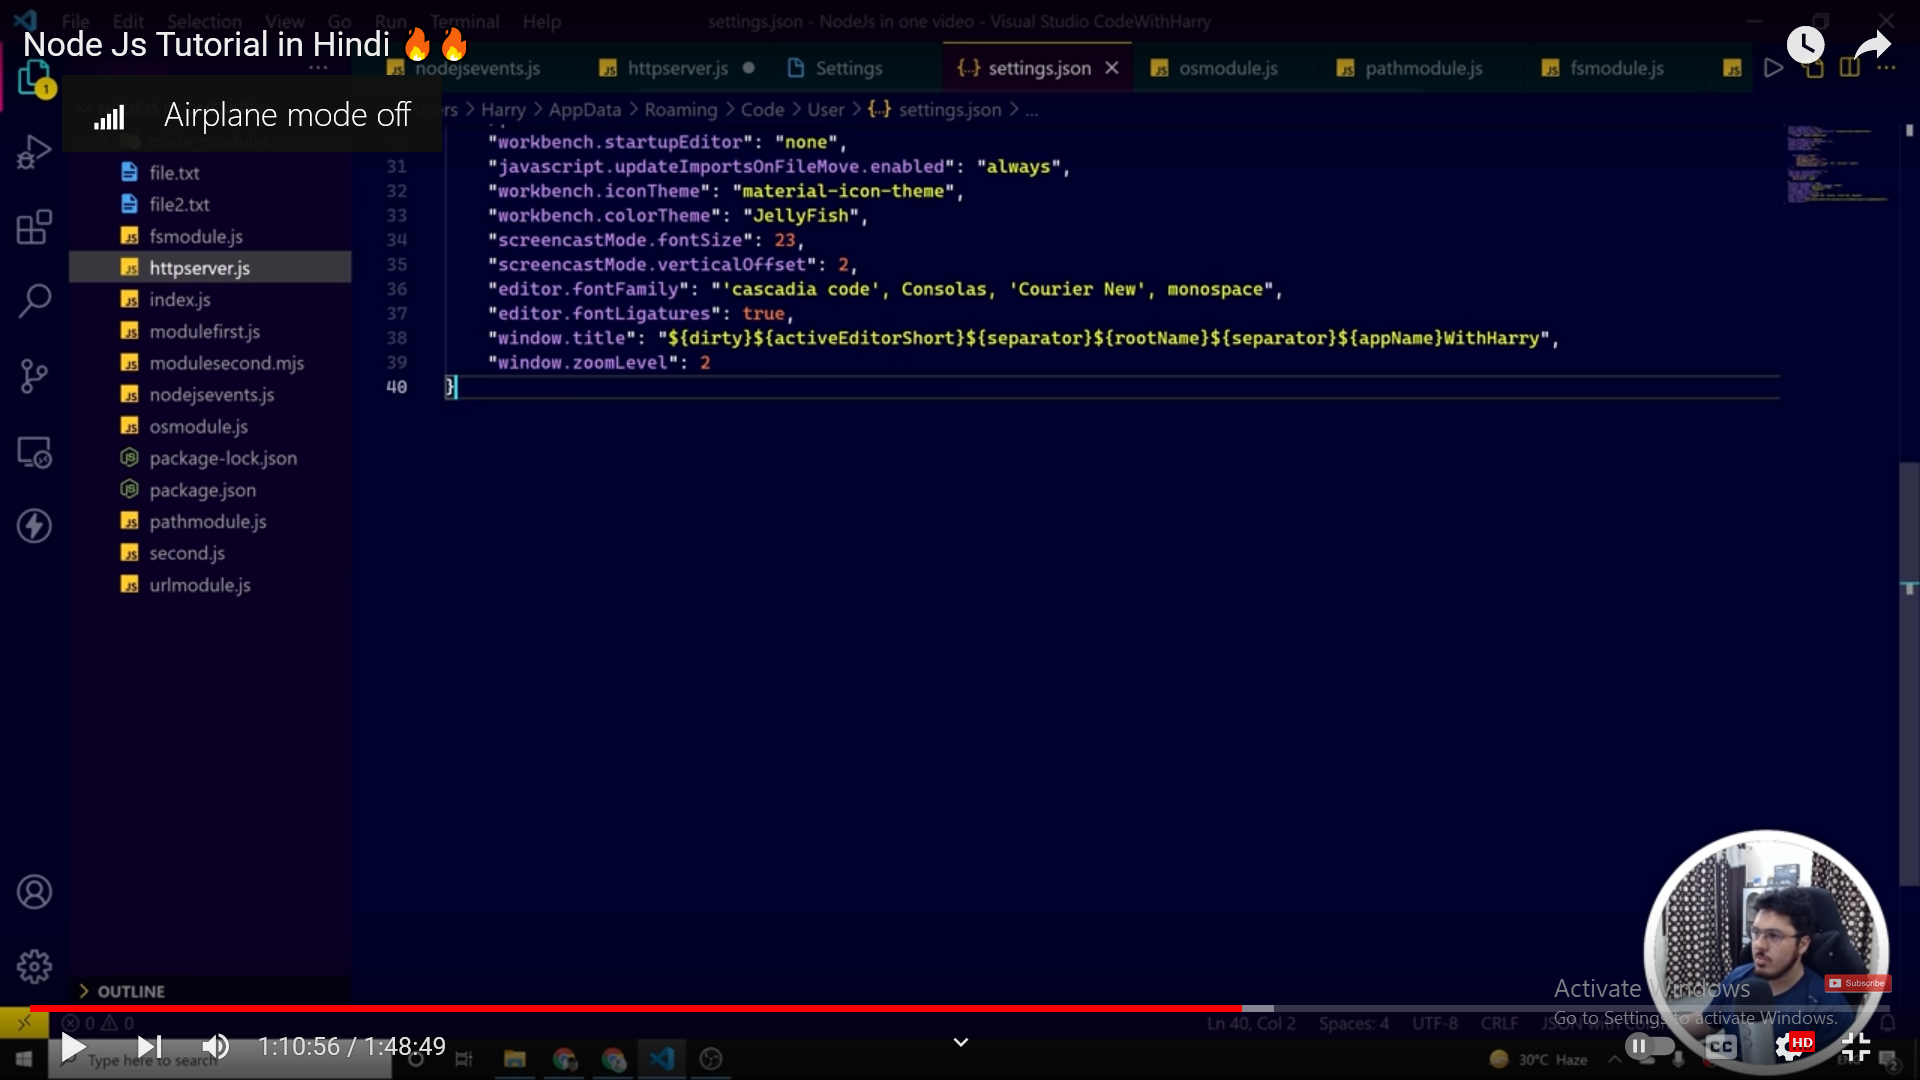 File Edit Selection View Go Run Terminal Help
settings.json - NodeJs in one video - Visual Studio CodeWithHarry
Node Js Tutorial in Hindi 🔥🔥
nodejsevents.js
httpserver.js
Settings
settings.json
osmodule.js
pathmodule.js
fsmodule.js
Airplane mode off
Harry > AppData > Roaming > Code > User > {..} settings.json > ...
node_modules
file.txt
file2.txt
fsmodule.js
httpserver.js
index.js
modulefirst.js
modulesecond.mjs
nodejsevents.js
osmodule.js
package-lock.json
package.json
pathmodule.js
second.js
urlmodule.js
OUTLINE
"workbench.startupEditor": "none",
31 "javascript.updateImportsOnFileMove.enabled": "always",
32 "workbench.iconTheme": "material-icon-theme",
33 "workbench.colorTheme": "JellyFish",
34 "screencastMode.fontSize": 23,
35 "screencastMode.verticalOffset": 2,
36 "editor.fontFamily": "'cascadia code', Consolas, 'Courier New', monospace",
37 "editor.fontLigatures": true,
38 "window.title": "${dirty}${activeEditorShort}${separator}${rootName}${separator}${appName}WithHarry",
39 "window.zoomLevel": 2
40 }
Subscribe
Activate Windows
Go to Settings to activate Windows.
0 0
Ln 40, Col 2 Spaces: 4 UTF-8 CRLF
1:10:56 / 1:48:49
CC
HD
Type here to search
30°C Haze